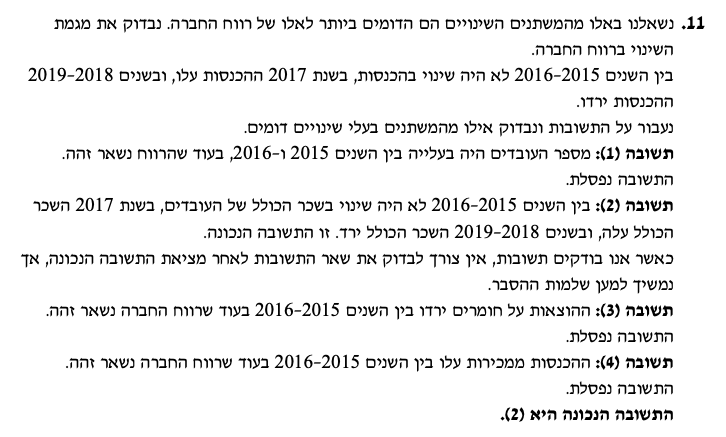 11. נשאלנו באלו מהמשתנים השינויים הם הדומים ביותר לאלו של רווח החברה. נבדוק את מגמת
השינוי ברווח החברה.
בין השנים 2016-2015 לא היה שינוי בהכנסות, בשנת 2017 ההכנסות עלו, ובשנים 2019-2018
ההכנסות ירדו.
נעבור על התשובות ונבדוק אילו מהמשתנים בעלי שינויים דומים.
תשובה (1): מספר העובדים היה בעלייה בין השנים 2015 ו-2016, בעוד שהרווח נשאר זהה.
התשובה נפסלת.
תשובה (2): בין השנים 2016-2015 לא היה שינוי בשכר הכולל של העובדים, בשנת 2017 השכר
הכולל עלה, ובשנים 2019-2018 השכר הכולל ירד. זו התשובה הנכונה.
כאשר אנו בודקים תשובות, אין צורך לבדוק את שאר התשובות לאחר מציאת התשובה הנכונה, אך
נמשיך למען שלמות ההסבר.
תשובה (3): ההוצאות על חומרים ירדו בין השנים 2016-2015 בעוד שרווח החברה נשאר זהה.
התשובה נפסלת.
תשובה (4): ההכנסות ממכירות עלו בין השנים 2016-2015 בעוד שרווח החברה נשאר זהה.
התשובה נפסלת.
התשובה הנכונה היא (2).